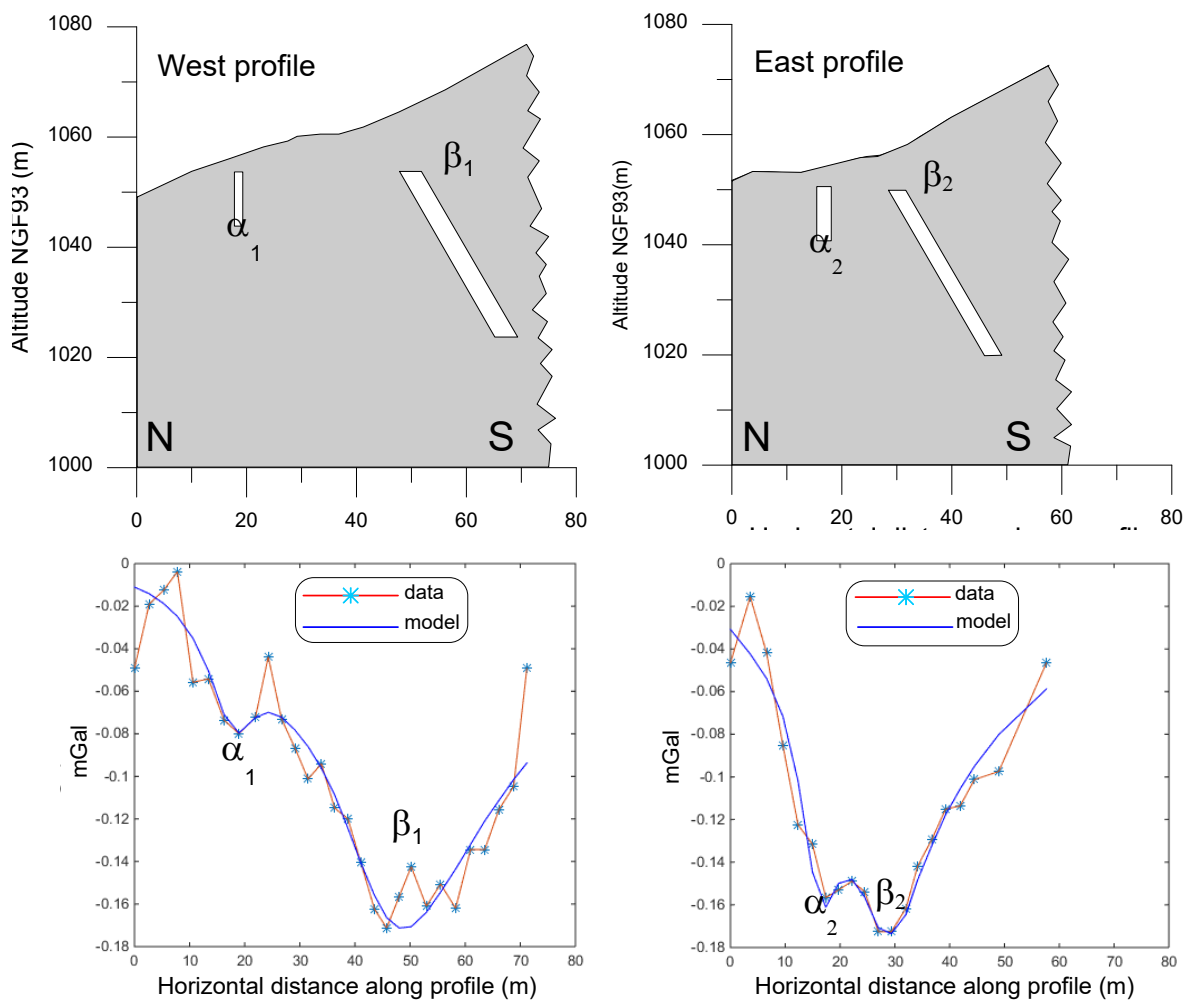 1080
1060
1040
1020
1000
Altitude NGF93 (m)
West profile
α1
β1
N
S
0
20
40
60
80
1080
1060
1040
1020
1000
Altitude NGF93(m)
East profile
α2
β2
N
S
0
20
40
60
80
0
-0.02
-0.04
-0.06
-0.08
-0.1
-0.12
-0.14
-0.16
-0.18
mGal
data
model
α1
β1
0
10
20
30
40
50
60
70
80
Horizontal distance along profile (m)
0
-0.02
-0.04
-0.06
-0.08
-0.1
-0.12
-0.14
-0.16
-0.18
mGal
data
model
α2
β2
0
10
20
30
40
50
60
70
80
Horizontal distance along profile (m)